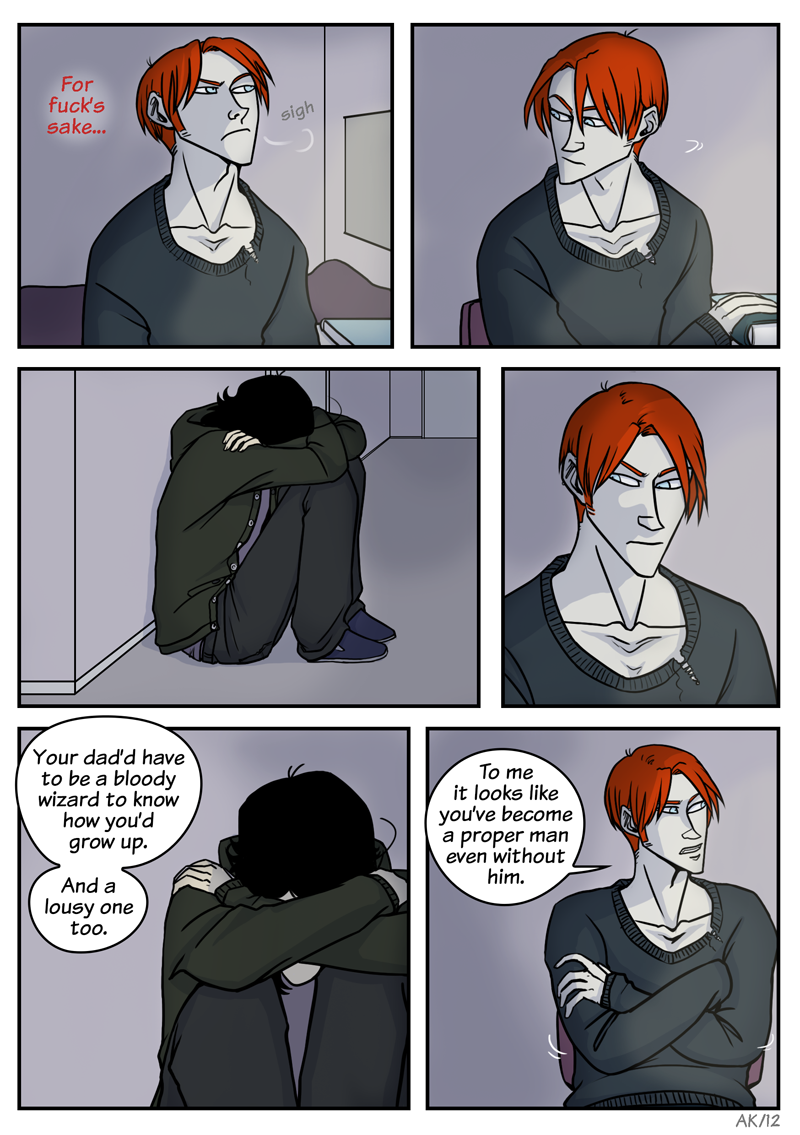 For
fuck's
sake...
sigh
Your dad'd have
to be a bloody
wizard to know
how you'd
grow up.
And a
lousy one
too.
To me
it looks like
you've become
a proper man
even without
him.
AK/12